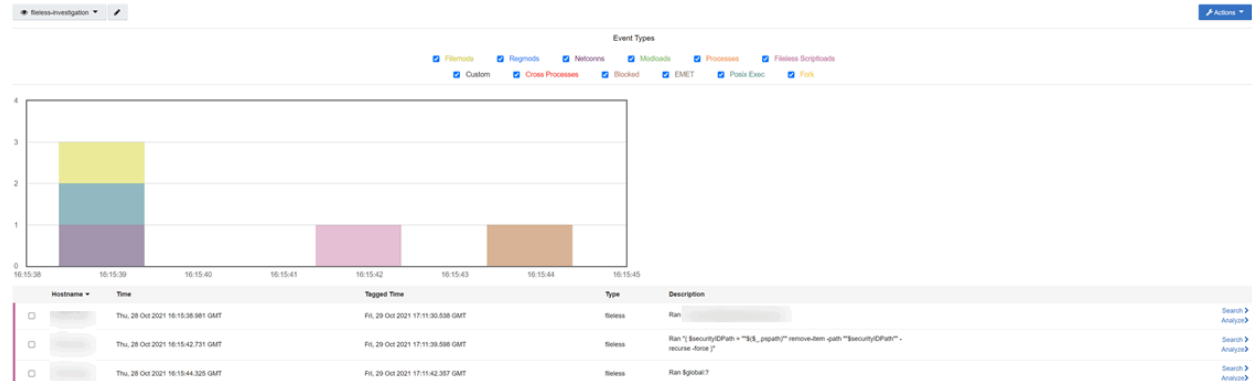 fileless-investigation
Actions
Event Types
Filemods Regmods Netconns Modloads Processes Fileless Scriptloads
Custom Cross Processes Blocked EMET Posix Exec Fork
4
3
2
1
0
16:15:38 16:15:39 16:15:40 16:15:41 16:15:42 16:15:43 16:15:44 16:15:45
Hostname Time Tagged Time Type Description
Thu, 28 Oct 2021 16:15:38.981 GMT Fri, 29 Oct 2021 17:11:30.538 GMT fileless Ran Search
Analyze
Thu, 28 Oct 2021 16:15:42.731 GMT Fri, 29 Oct 2021 17:11:39.598 GMT fileless Ran "{ $securityIDPath + ""$($_.pspath)"" remove-item -path ""$securityIDPath"" - Search
recurse -force }" Analyze
Thu, 28 Oct 2021 16:15:44.325 GMT Fri, 29 Oct 2021 17:11:42.357 GMT fileless Ran $global:? Search
Analyze